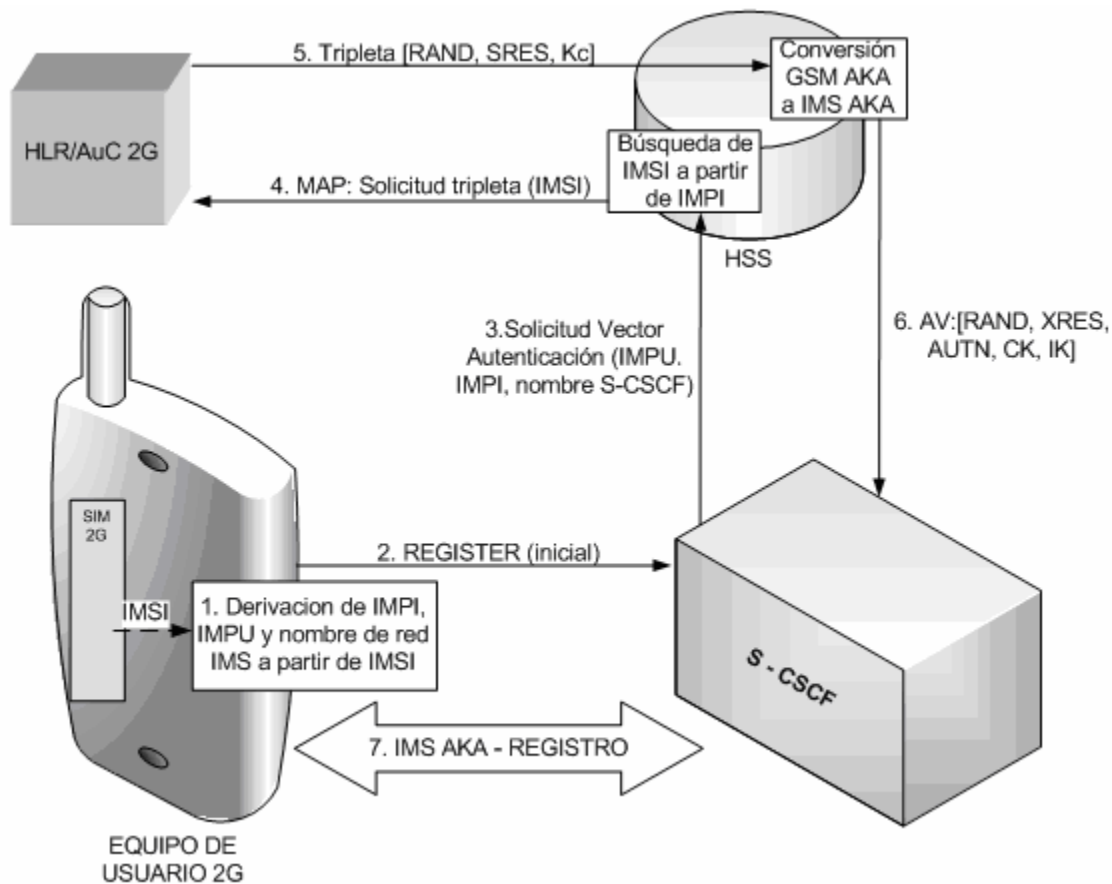 5. Tripleta [RAND, SRES, Kc]
Conversión
GSM AKA
a IMS AKA
HLR/AuC 2G
Búsqueda de
IMSI a partir
de IMPI
4. MAP: Solicitud tripleta (IMSI)
HSS
3.Solicitud Vector
Autenticación (IMPU.
IMPI, nombre S-CSCF)
6. AV:[RAND, XRES,
AUTN, CK, IK]
SIM
2G
2. REGISTER (inicial)
IMSI
1. Derivacion de IMPI,
IMPU y nombre de red
IMS a partir de IMSI
S - CSCF
7. IMS AKA - REGISTRO
EQUIPO DE
USUARIO 2G